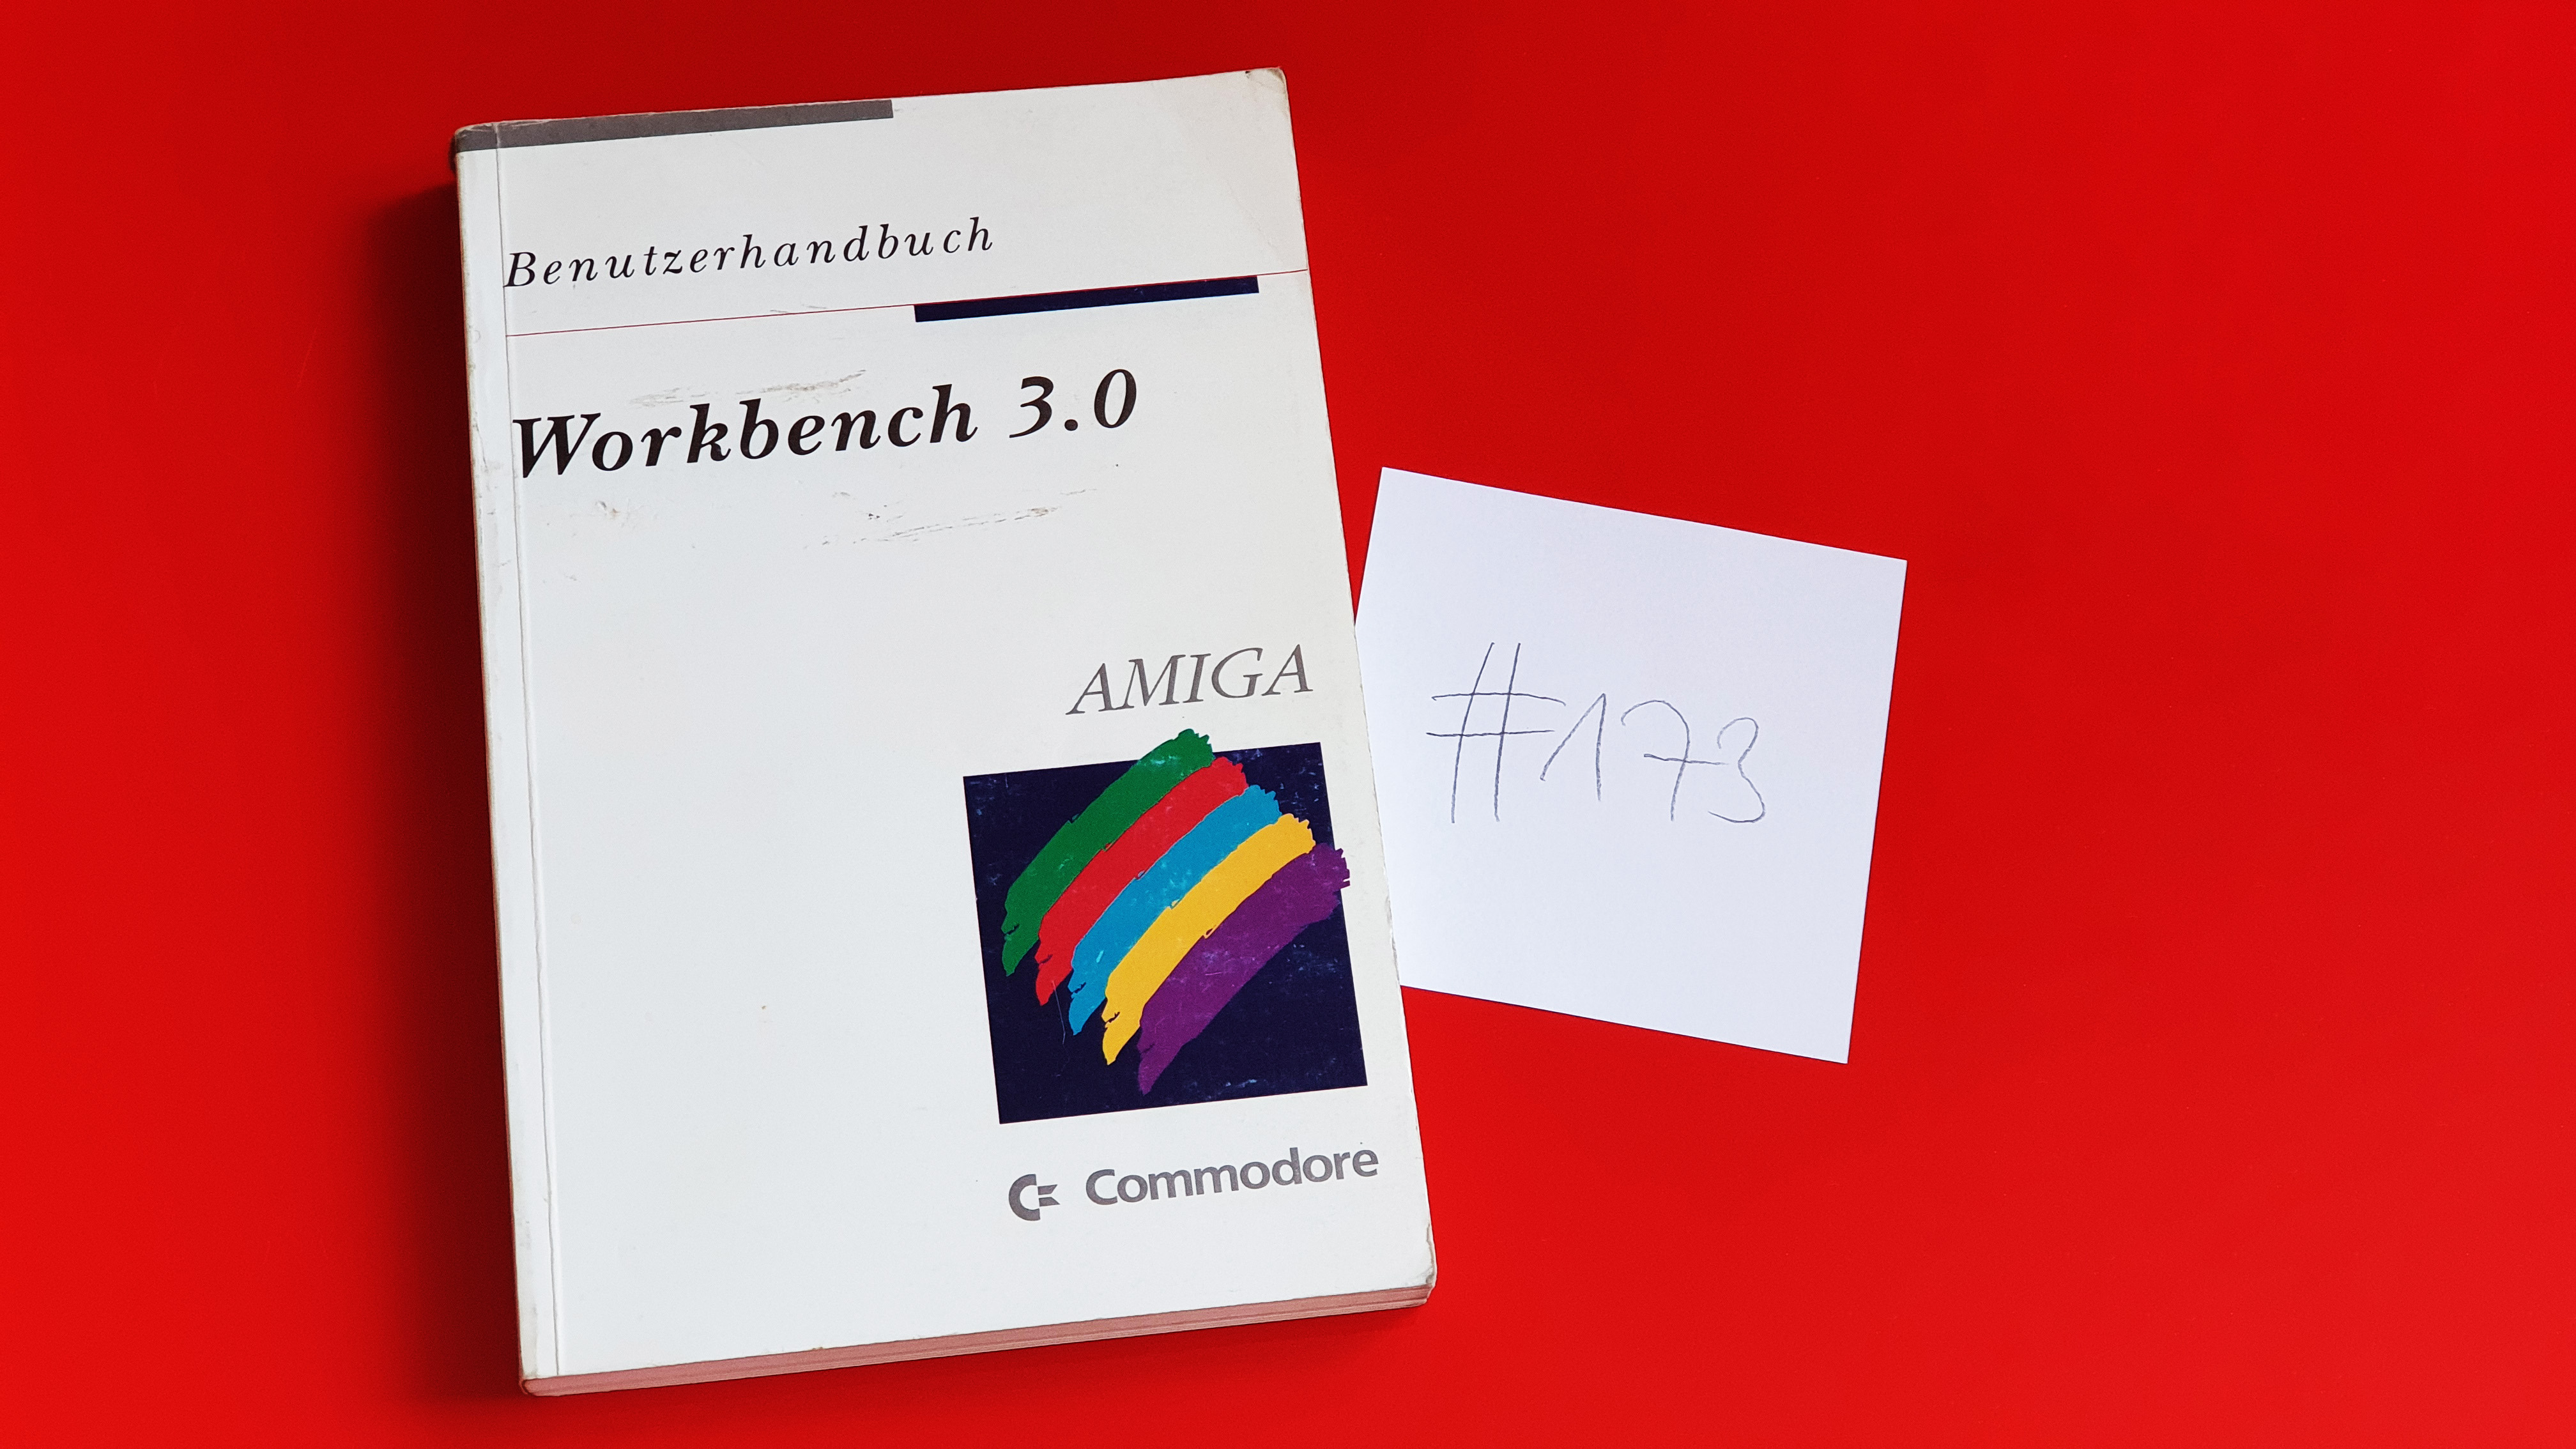 Benutzerhandbuch
Workbench 3.0
AMIGA
Commodore
#173